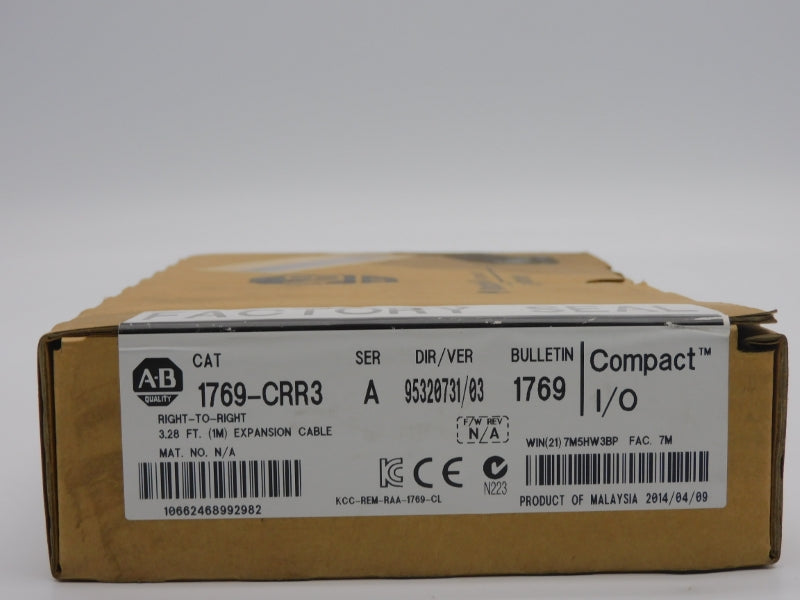 FACTORY SEAL
A-B
QUALITY
CAT
1769-CRR3
SER
A
DIR/VER
95320731/03
BULLETIN
1769
Compact™
I/O
RIGHT-TO-RIGHT
3.28 FT. (1M) EXPANSION CABLE
MAT. NO. N/A
10662468992982
F/W REV
N/A
KCC-REM-RAA-1769-CL
CE
N223
WIN(21) 7M5HW3BP FAC. 7M
PRODUCT OF MALAYSIA 2014/04/09